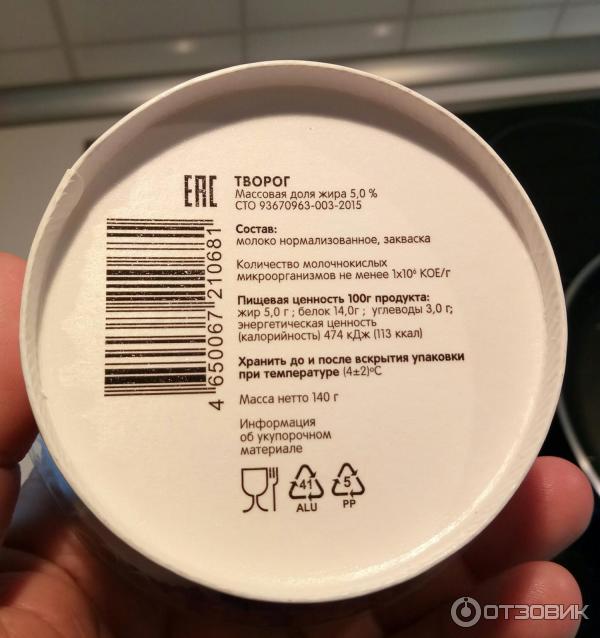 ЕАС
ТВОРОГ
Массовая доля жира 5,0 %
СТО 93670963-003-2015
Состав:
молоко нормализованное, закваска
Количество молочнокислых
микроорганизмов не менее 1х10⁶ КОЕ/г
Пищевая ценность 100г продукта:
жир 5,0 г ; белок 14,0г ; углеводы 3,0 г;
энергетическая ценность
(калорийность) 474 кДж (113 ккал)
Хранить до и после вскрытия упаковки
при температуре (4±2)ºС
Масса нетто 140 г
Информация
об укупорочном
материале
4 650067 210681
41
ALU
5
PP
ОТЗОВИК